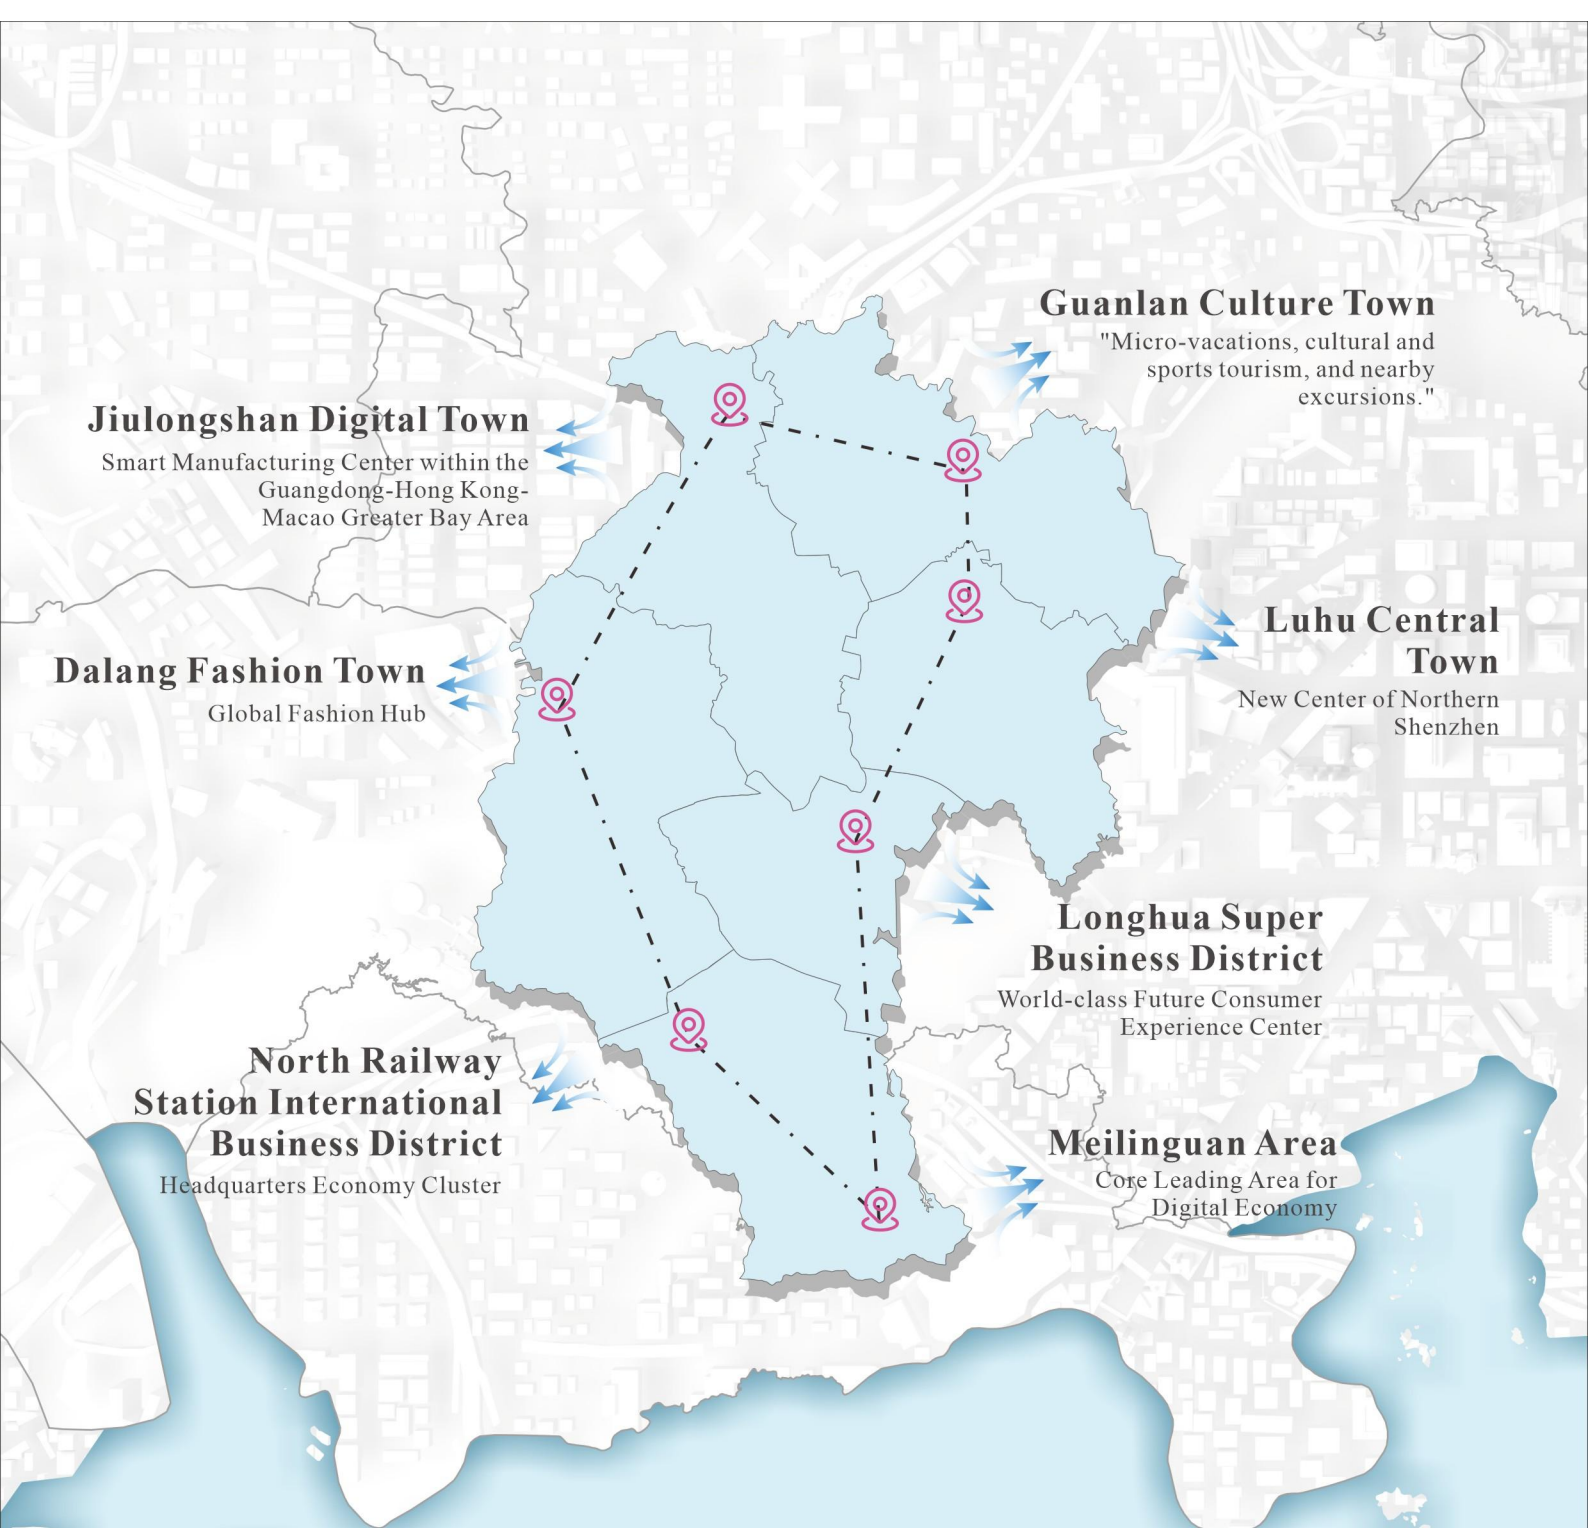 Guanlan Culture Town
"Micro-vacations, cultural and
sports tourism, and nearby
excursions."
Jiulongshan Digital Town
Smart Manufacturing Center within the
Guangdong-Hong Kong-
Macao Greater Bay Area
Luhu Central
Town
New Center of Northern
Shenzhen
Dalang Fashion Town
Global Fashion Hub
Longhua Super
Business District
World-class Future Consumer
Experience Center
North Railway
Station International
Business District
Headquarters Economy Cluster
Meilinguan Area
Core Leading Area for
Digital Economy